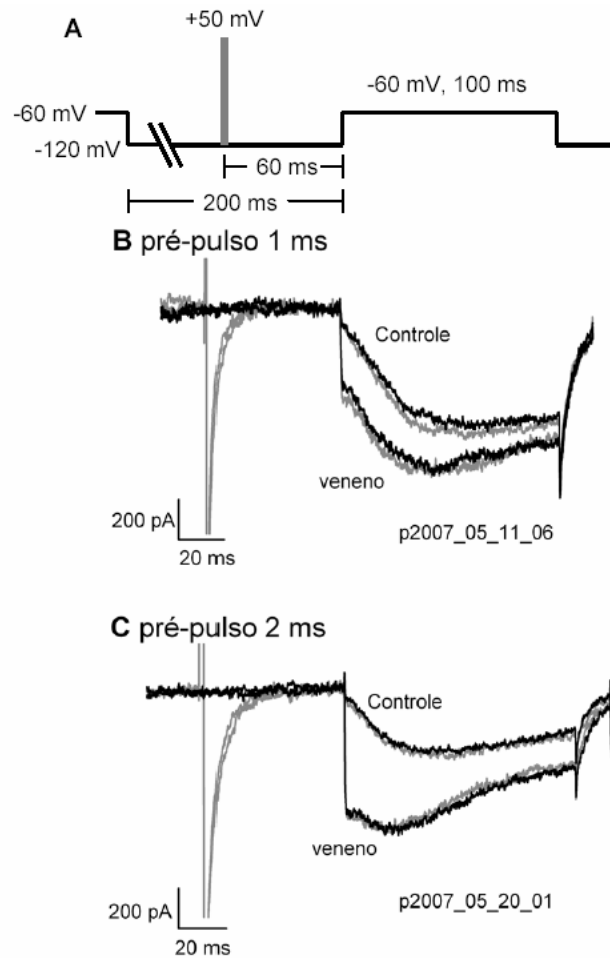 A
+50 mV
-60 mV, 100 ms
-60 mV
-120 mV
60 ms
200 ms
B pré-pulso 1 ms
Controle
veneno
200 pA
20 ms
p2007_05_11_06
C pré-pulso 2 ms
Controle
veneno
200 pA
20 ms
p2007_05_20_01